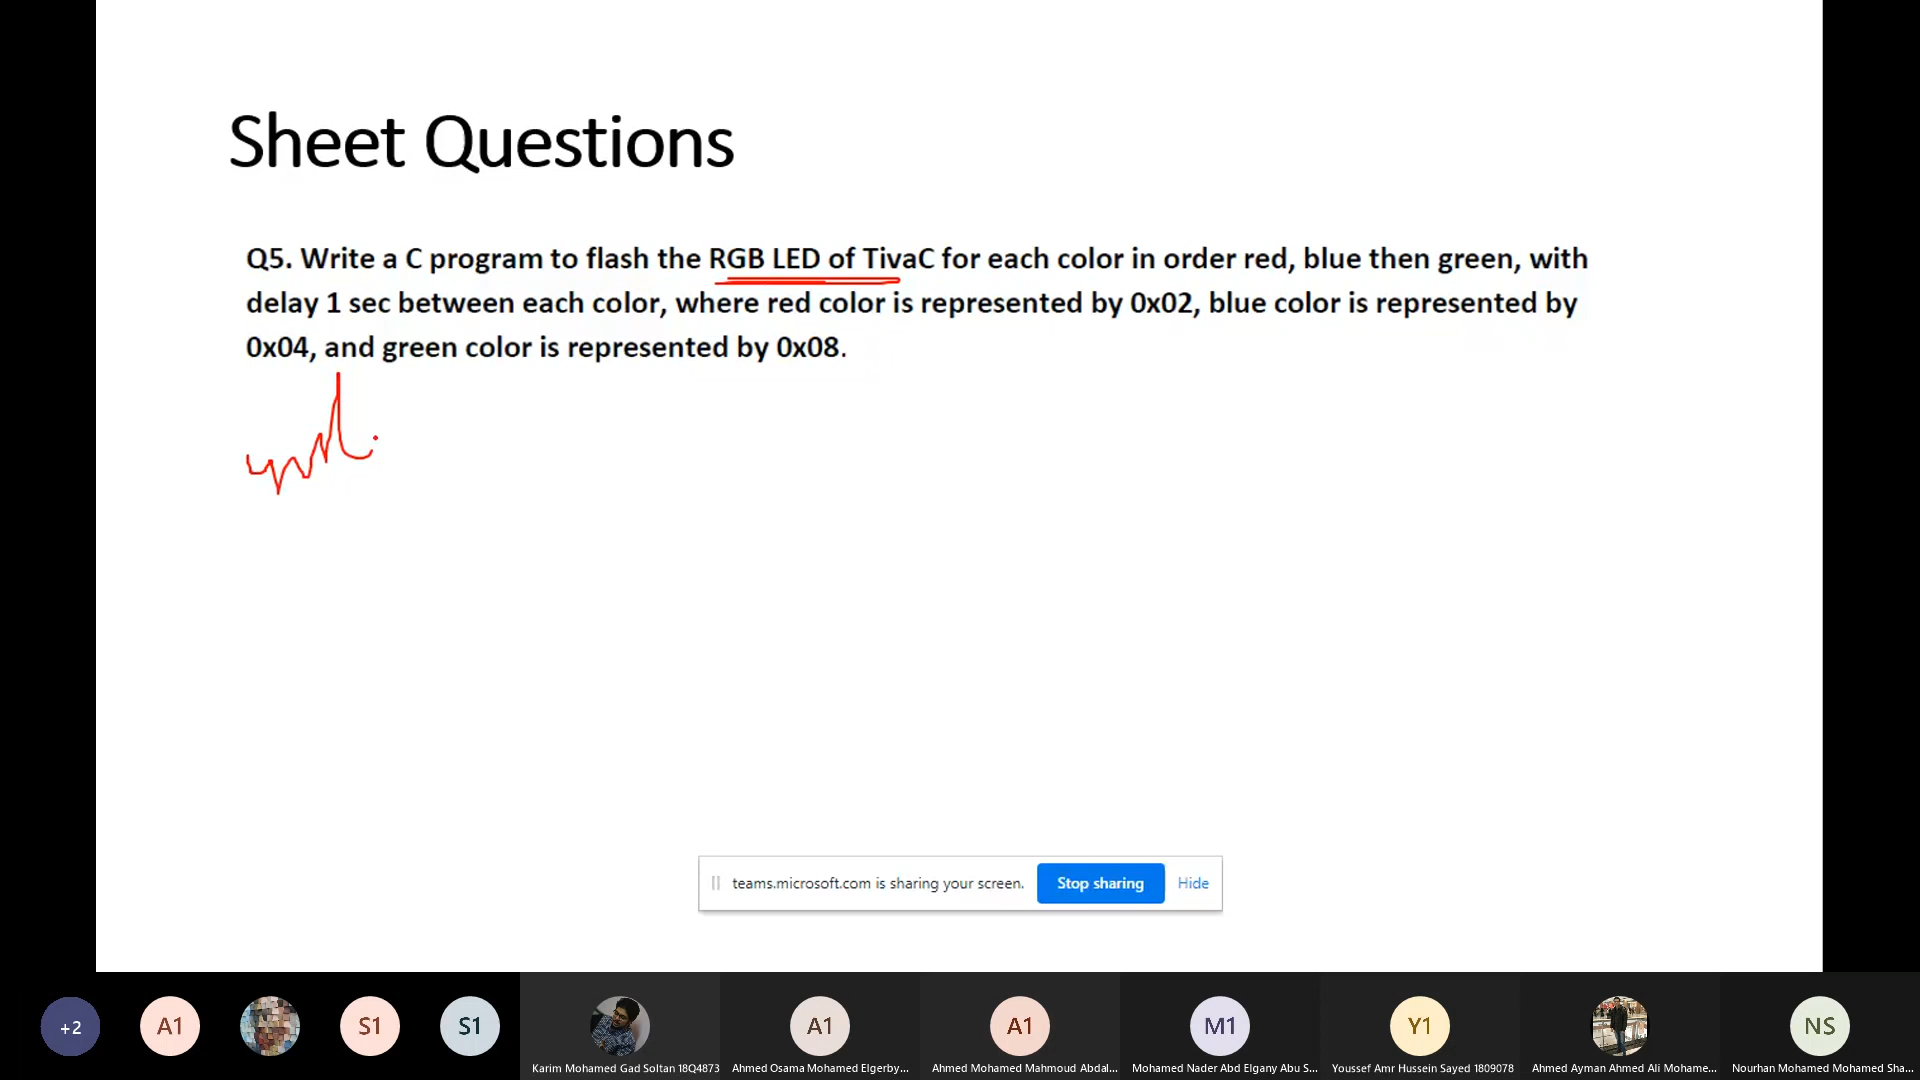 Sheet Questions
Q5. Write a C program to flash the RGB LED of TivaC for each color in order red, blue then green, with
delay 1 sec between each color, where red color is represented by 0x02, blue color is represented by
0x04, and green color is represented by 0x08.
teams.microsoft.com is sharing your screen.
Stop sharing
Hide
+2
A1
S1
S1
A1
A1
M1
Y1
NS
Karim Mohamed Gad Soltan 18Q4873
Ahmed Osama Mohamed Elgerby...
Ahmed Mohamed Mahmoud Abdal...
Mohamed Nader Abd Elgany Abu S...
Youssef Amr Hussein Sayed 1809078
Ahmed Ayman Ahmed Ali Mohame...
Nourhan Mohamed Mohamed Sha...